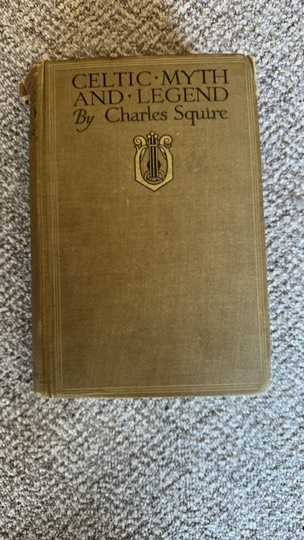 CELTIC · MYTH
AND · LEGEND
By Charles Squire